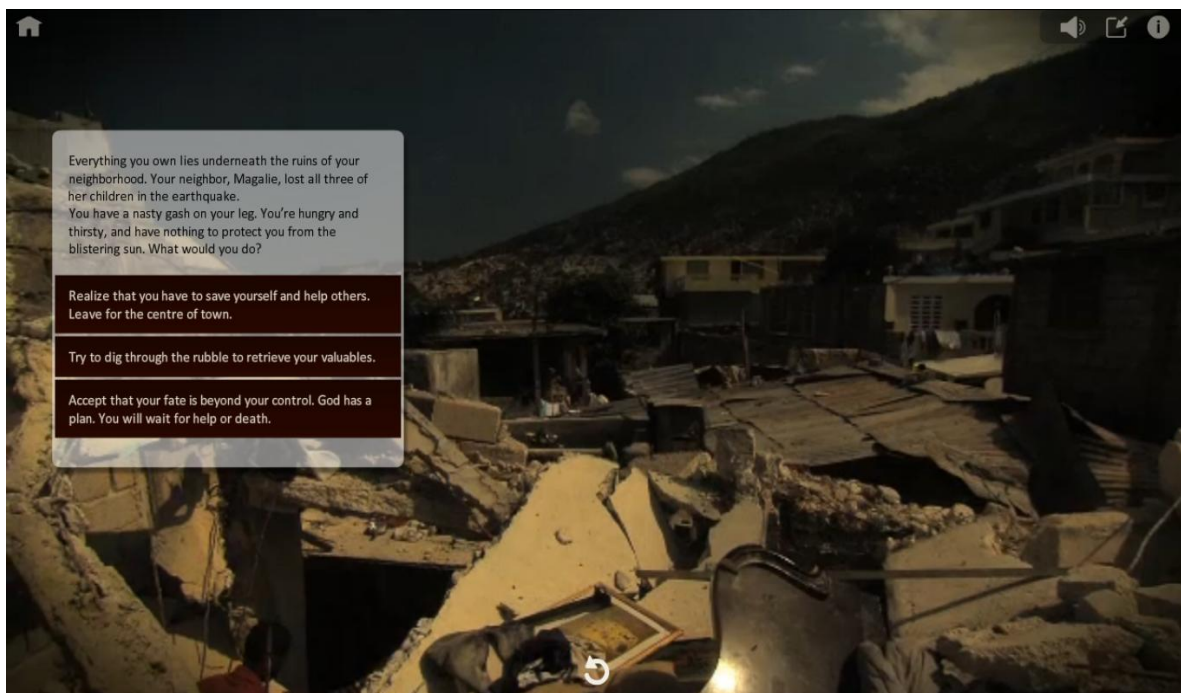 Everything you own lies underneath the ruins of your
neighborhood. Your neighbor, Magalie, lost all three of
her children in the earthquake.
You have a nasty gash on your leg. You’re hungry and
thirsty, and have nothing to protect you from the
blistering sun. What would you do?
Realize that you have to save yourself and help others.
Leave for the centre of town.
Try to dig through the rubble to retrieve your valuables.
Accept that your fate is beyond your control. God has a
plan. You will wait for help or death.